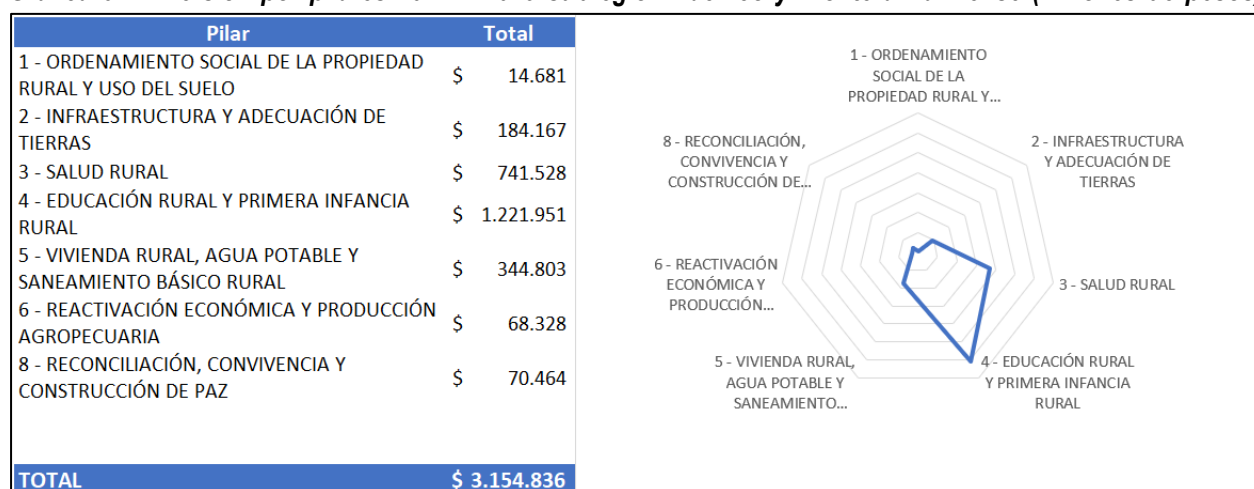 Pilar Total
1 - ORDENAMIENTO SOCIAL DE LA PROPIEDAD
RURAL Y USO DEL SUELO
$ 14.681
2 - INFRAESTRUCTURA Y ADECUACIÓN DE
TIERRAS
$ 184.167
3 - SALUD RURAL $ 741.528
4 - EDUCACIÓN RURAL Y PRIMERA INFANCIA
RURAL
$ 1.221.951
5 - VIVIENDA RURAL, AGUA POTABLE Y
SANEAMIENTO BÁSICO RURAL
$ 344.803
6 - REACTIVACIÓN ECONÓMICA Y PRODUCCIÓN
AGROPECUARIA
$ 68.328
8 - RECONCILIACIÓN, CONVIVENCIA Y
CONSTRUCCIÓN DE PAZ
$ 70.464
TOTAL $ 3.154.836
1 - ORDENAMIENTO
SOCIAL DE LA
PROPIEDAD RURAL Y...
2 - INFRAESTRUCTURA
Y ADECUACIÓN DE
TIERRAS
3 - SALUD RURAL
4 - EDUCACIÓN RURAL
Y PRIMERA INFANCIA
RURAL
5 - VIVIENDA RURAL,
AGUA POTABLE Y
SANEAMIENTO...
6 - REACTIVACIÓN
ECONÓMICA Y
PRODUCCIÓN...
8 - RECONCILIACIÓN,
CONVIVENCIA Y
CONSTRUCCIÓN DE...